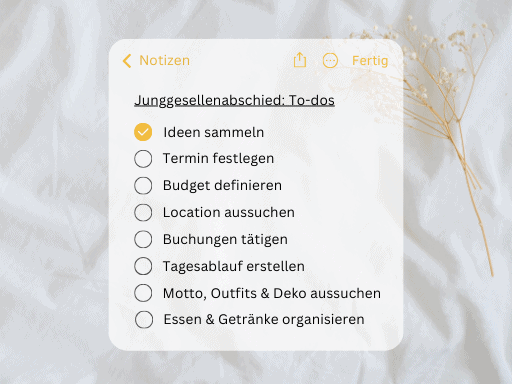 Notizen Fertig
Junggesellenabschied: To-dos
Ideen sammeln
Termin festlegen
Budget definieren
Location aussuchen
Buchungen tätigen
Tagesablauf erstellen
Motto, Outfits & Deko aussuchen
Essen & Getränke organisieren